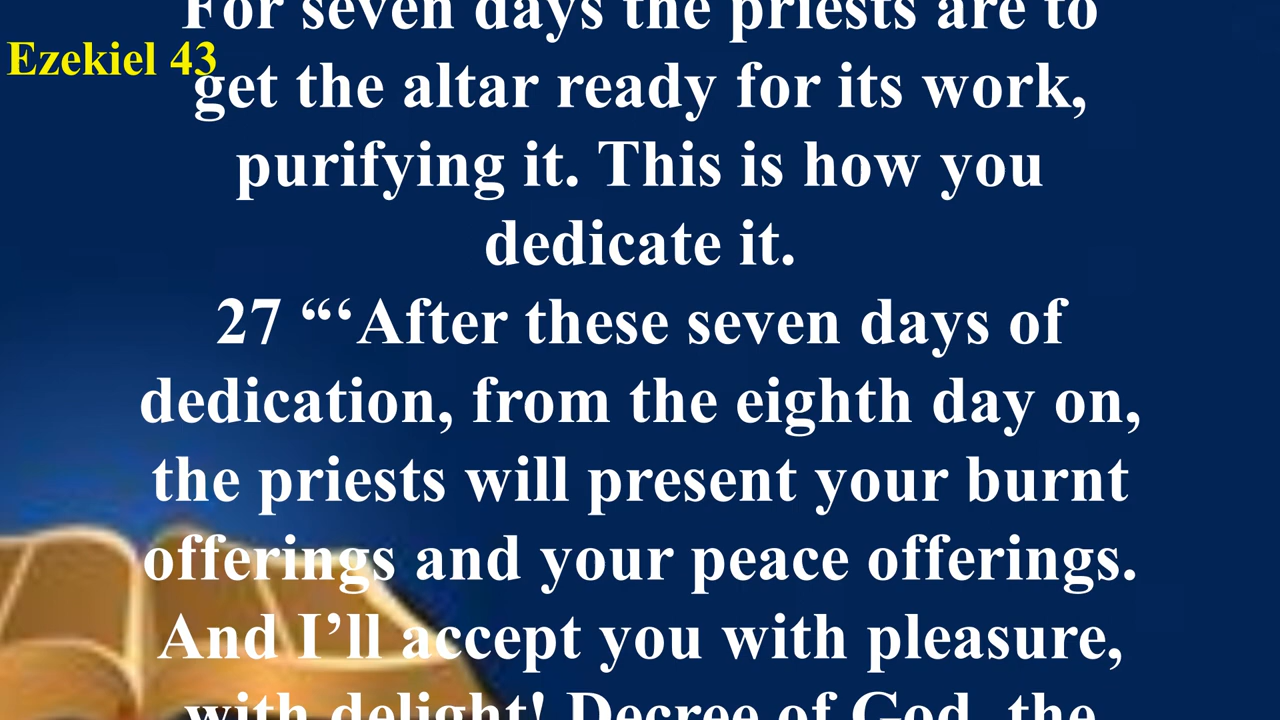 For seven days the priests are to
Ezekiel 43
get the altar ready for its work,
purifying it. This is how you
dedicate it.
27 “‘After these seven days of
dedication, from the eighth day on,
the priests will present your burnt
offerings and your peace offerings.
And I’ll accept you with pleasure,
with delight! Decree of God, the